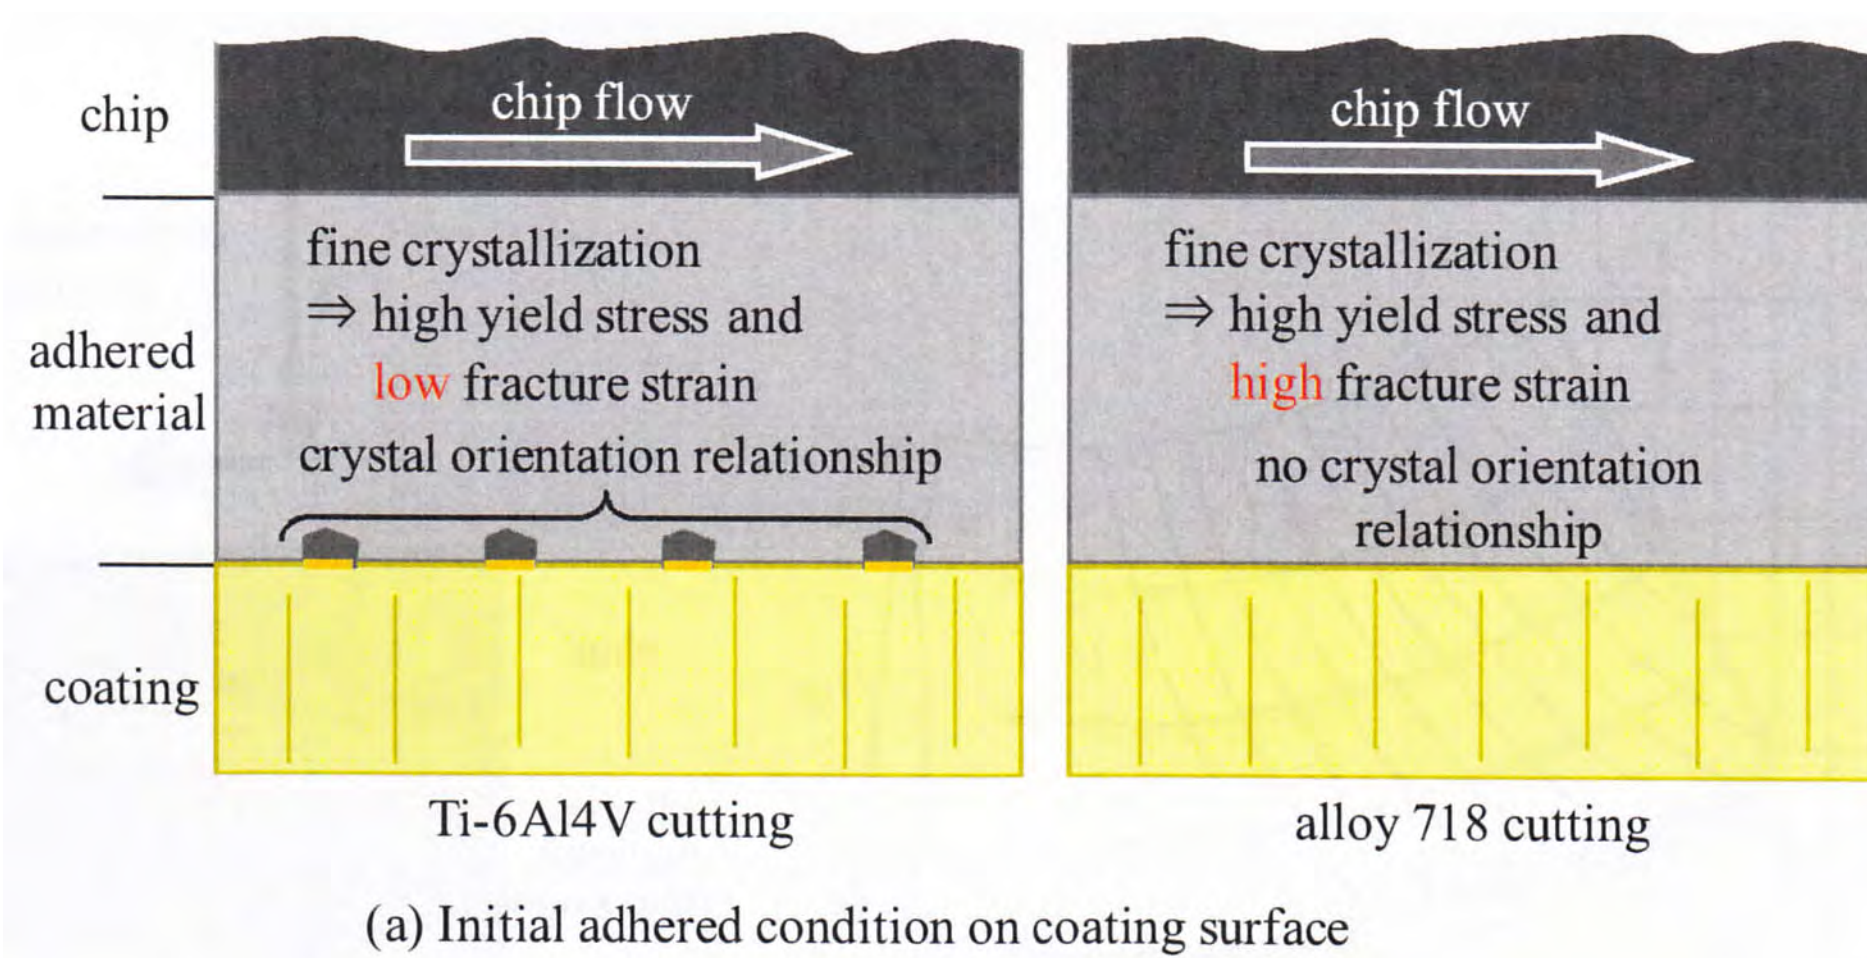 chip
adhered
material
coating
chip flow
fine crystallization
⇒ high yield stress and
low fracture strain
crystal orientation relationship
Ti-6Al4V cutting
chip flow
fine crystallization
⇒ high yield stress and
high fracture strain
no crystal orientation
relationship
alloy 718 cutting
(a) Initial adhered condition on coating surface